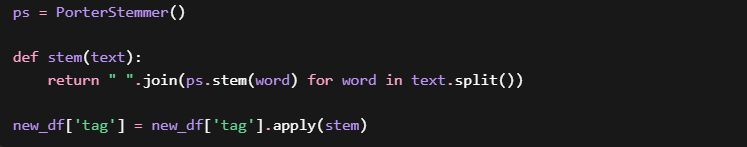 ps = PorterStemmer()
def stem(text):
    return " ".join(ps.stem(word) for word in text.split())
new_df['tag'] = new_df['tag'].apply(stem)